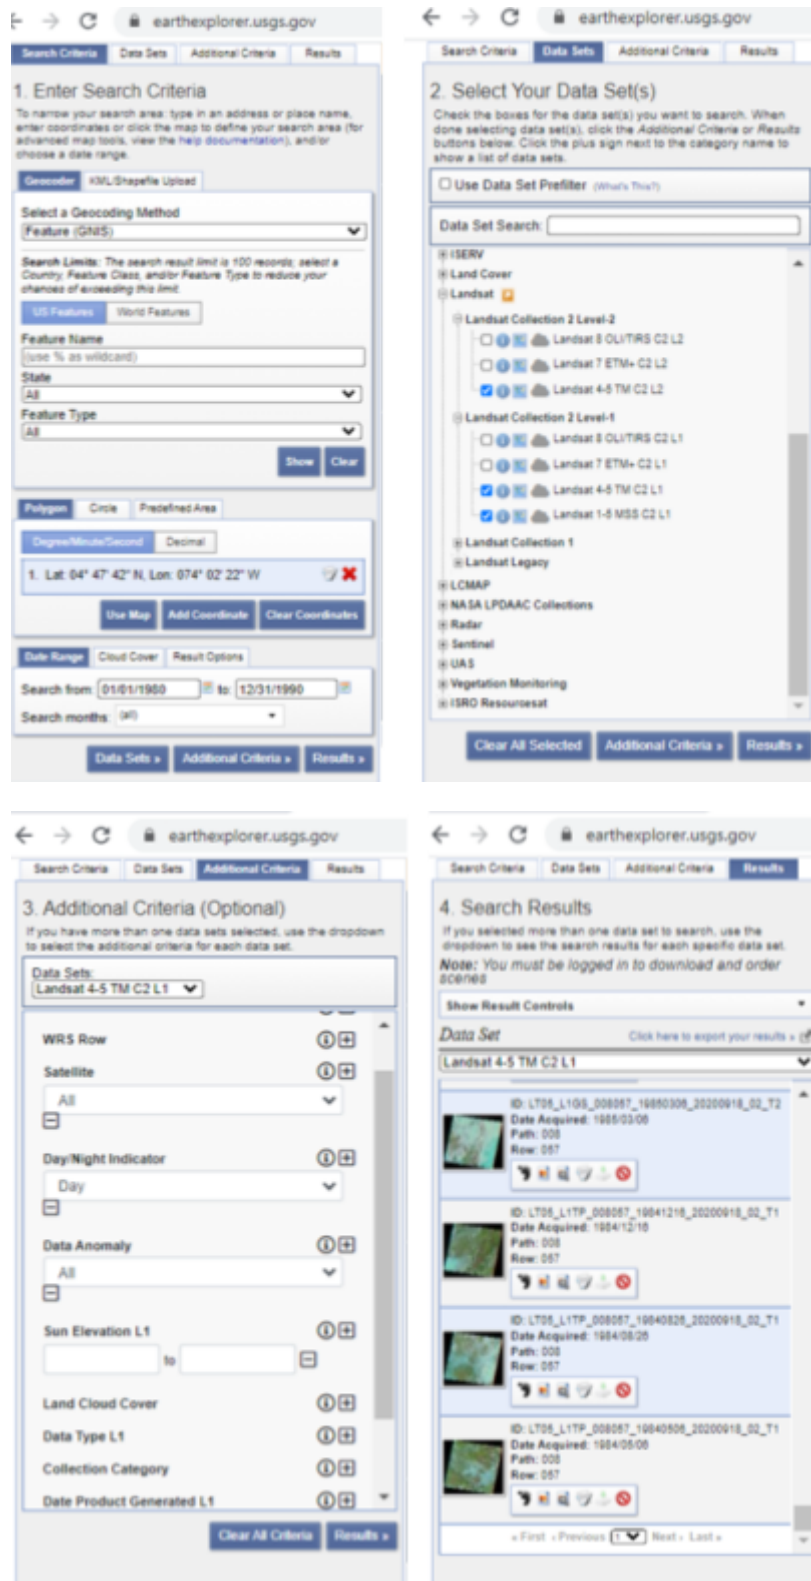 earthexplorer.usgs.gov
Search Criteria Data Sets Additional Criteria Results
1. Enter Search Criteria
To narrow your search area: type in an address or place name,
enter coordinates or click the map to define your search area (for
advanced map tools, view the help documentation), and/or
choose a date range.
Geocoder KML/Shapefile Upload
Select a Geocoding Method
Feature (GNIS)
Search Limits: The search result limit is 100 records; select a
Country, Feature Class, and/or Feature Type to reduce your
chances of exceeding this limit.
US Features World Features
Feature Name
(use % as wildcard)
State
All
Feature Type
All
Show Clear
Polygon Circle Predefined Area
Degree/Minute/Second Decimal
1. Lat: 04° 47' 42" N, Lon: 074° 02' 22" W
Use Map Add Coordinate Clear Coordinates
Date Range Cloud Cover Result Options
Search from: 01/01/1980 to: 12/31/1990
Search months: (all)
Data Sets » Additional Criteria » Results »
earthexplorer.usgs.gov
Search Criteria Data Sets Additional Criteria Results
2. Select Your Data Set(s)
Check the boxes for the data set(s) you want to search. When
done selecting data set(s), click the Additional Criteria or Results
buttons below. Click the plus sign next to the category name to
show a list of data sets.
Use Data Set Prefilter (What's This?)
Data Set Search:
ISERV
Land Cover
Landsat
Landsat Collection 2 Level-2
Landsat 8 OLI/TIRS C2 L2
Landsat 7 ETM+ C2 L2
Landsat 4-5 TM C2 L2
Landsat Collection 2 Level-1
Landsat 8 OLI/TIRS C2 L1
Landsat 7 ETM+ C2 L1
Landsat 4-5 TM C2 L1
Landsat 1-5 MSS C2 L1
Landsat Collection 1
Landsat Legacy
LCMAP
NASA LPDAAC Collections
Radar
Sentinel
UAS
Vegetation Monitoring
ISRO Resourcesat
Clear All Selected Additional Criteria » Results »
earthexplorer.usgs.gov
Search Criteria Data Sets Additional Criteria Results
3. Additional Criteria (Optional)
If you have more than one data sets selected, use the dropdown
to select the additional criteria for each data set.
Data Sets:
Landsat 4-5 TM C2 L1
WRS Row
Satellite
All
Day/Night Indicator
Day
Data Anomaly
All
Sun Elevation L1
to
Land Cloud Cover
Data Type L1
Collection Category
Date Product Generated L1
Clear All Criteria Results »
earthexplorer.usgs.gov
Search Criteria Data Sets Additional Criteria Results
4. Search Results
If you selected more than one data set to search, use the
dropdown to see the search results for each specific data set.
Note: You must be logged in to download and order
scenes
Show Result Controls
Data Set Click here to export your results »
Landsat 4-5 TM C2 L1
ID: LT05_L1GS_008057_19850306_20200918_02_T2
Date Acquired: 1985/03/06
Path: 008
Row: 057
ID: LT05_L1TP_008057_19841216_20200918_02_T1
Date Acquired: 1984/12/16
Path: 008
Row: 057
ID: LT05_L1TP_008057_19840826_20200918_02_T1
Date Acquired: 1984/08/26
Path: 008
Row: 057
ID: LT05_L1TP_008057_19840506_20200918_02_T1
Date Acquired: 1984/05/06
Path: 008
Row: 057
« First ‹ Previous 1 Next › Last »